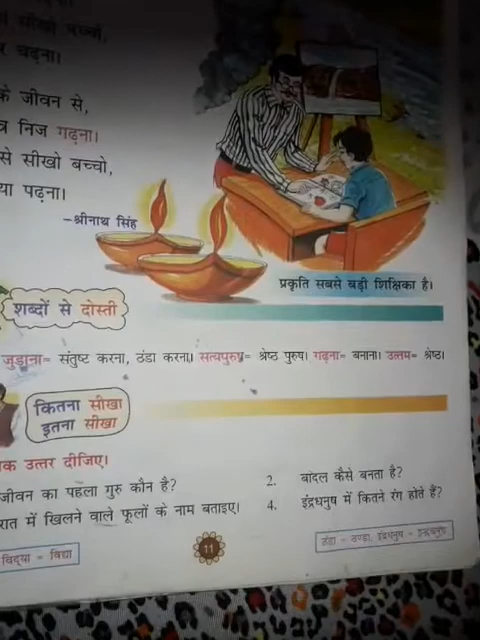 सीखो बच्चो,
चढ़ना।
के जीवन से,
निज गढ़ना।
से सीखो बच्चो,
या पढ़ना।
-श्रीनाथ सिंह
प्रकृति सबसे बड़ी शिक्षिका है।
शब्दों से दोस्ती
जुड़ाना= संतुष्ट करना, ठंडा करना। सत्यपुरुष= श्रेष्ठ पुरुष। गढ़ना= बनाना। उत्तम= श्रेष्ठ।
कितना सीखा
इतना सीखा
क उत्तर दीजिए।
जीवन का पहला गुरु कौन है?
2. बादल कैसे बनता है?
रात में खिलने वाले फूलों के नाम बताइए।
4. इंद्रधनुष में कितने रंग होते हैं?
विद्या = विद्या
ठंडा = ठण्डा, इंद्रधनुष = इन्द्रधनुष
11